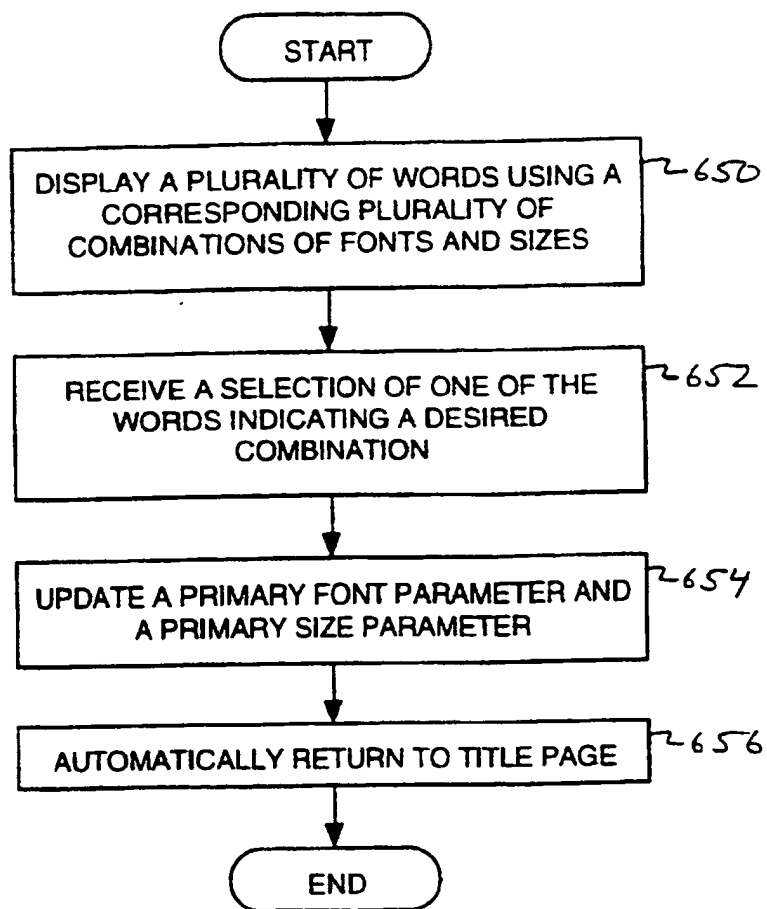 START
DISPLAY A PLURALITY OF WORDS USING A
CORRESPONDING PLURALITY OF
COMBINATIONS OF FONTS AND SIZES
650
RECEIVE A SELECTION OF ONE OF THE
WORDS INDICATING A DESIRED
COMBINATION
652
UPDATE A PRIMARY FONT PARAMETER AND
A PRIMARY SIZE PARAMETER
654
AUTOMATICALLY RETURN TO TITLE PAGE
656
END